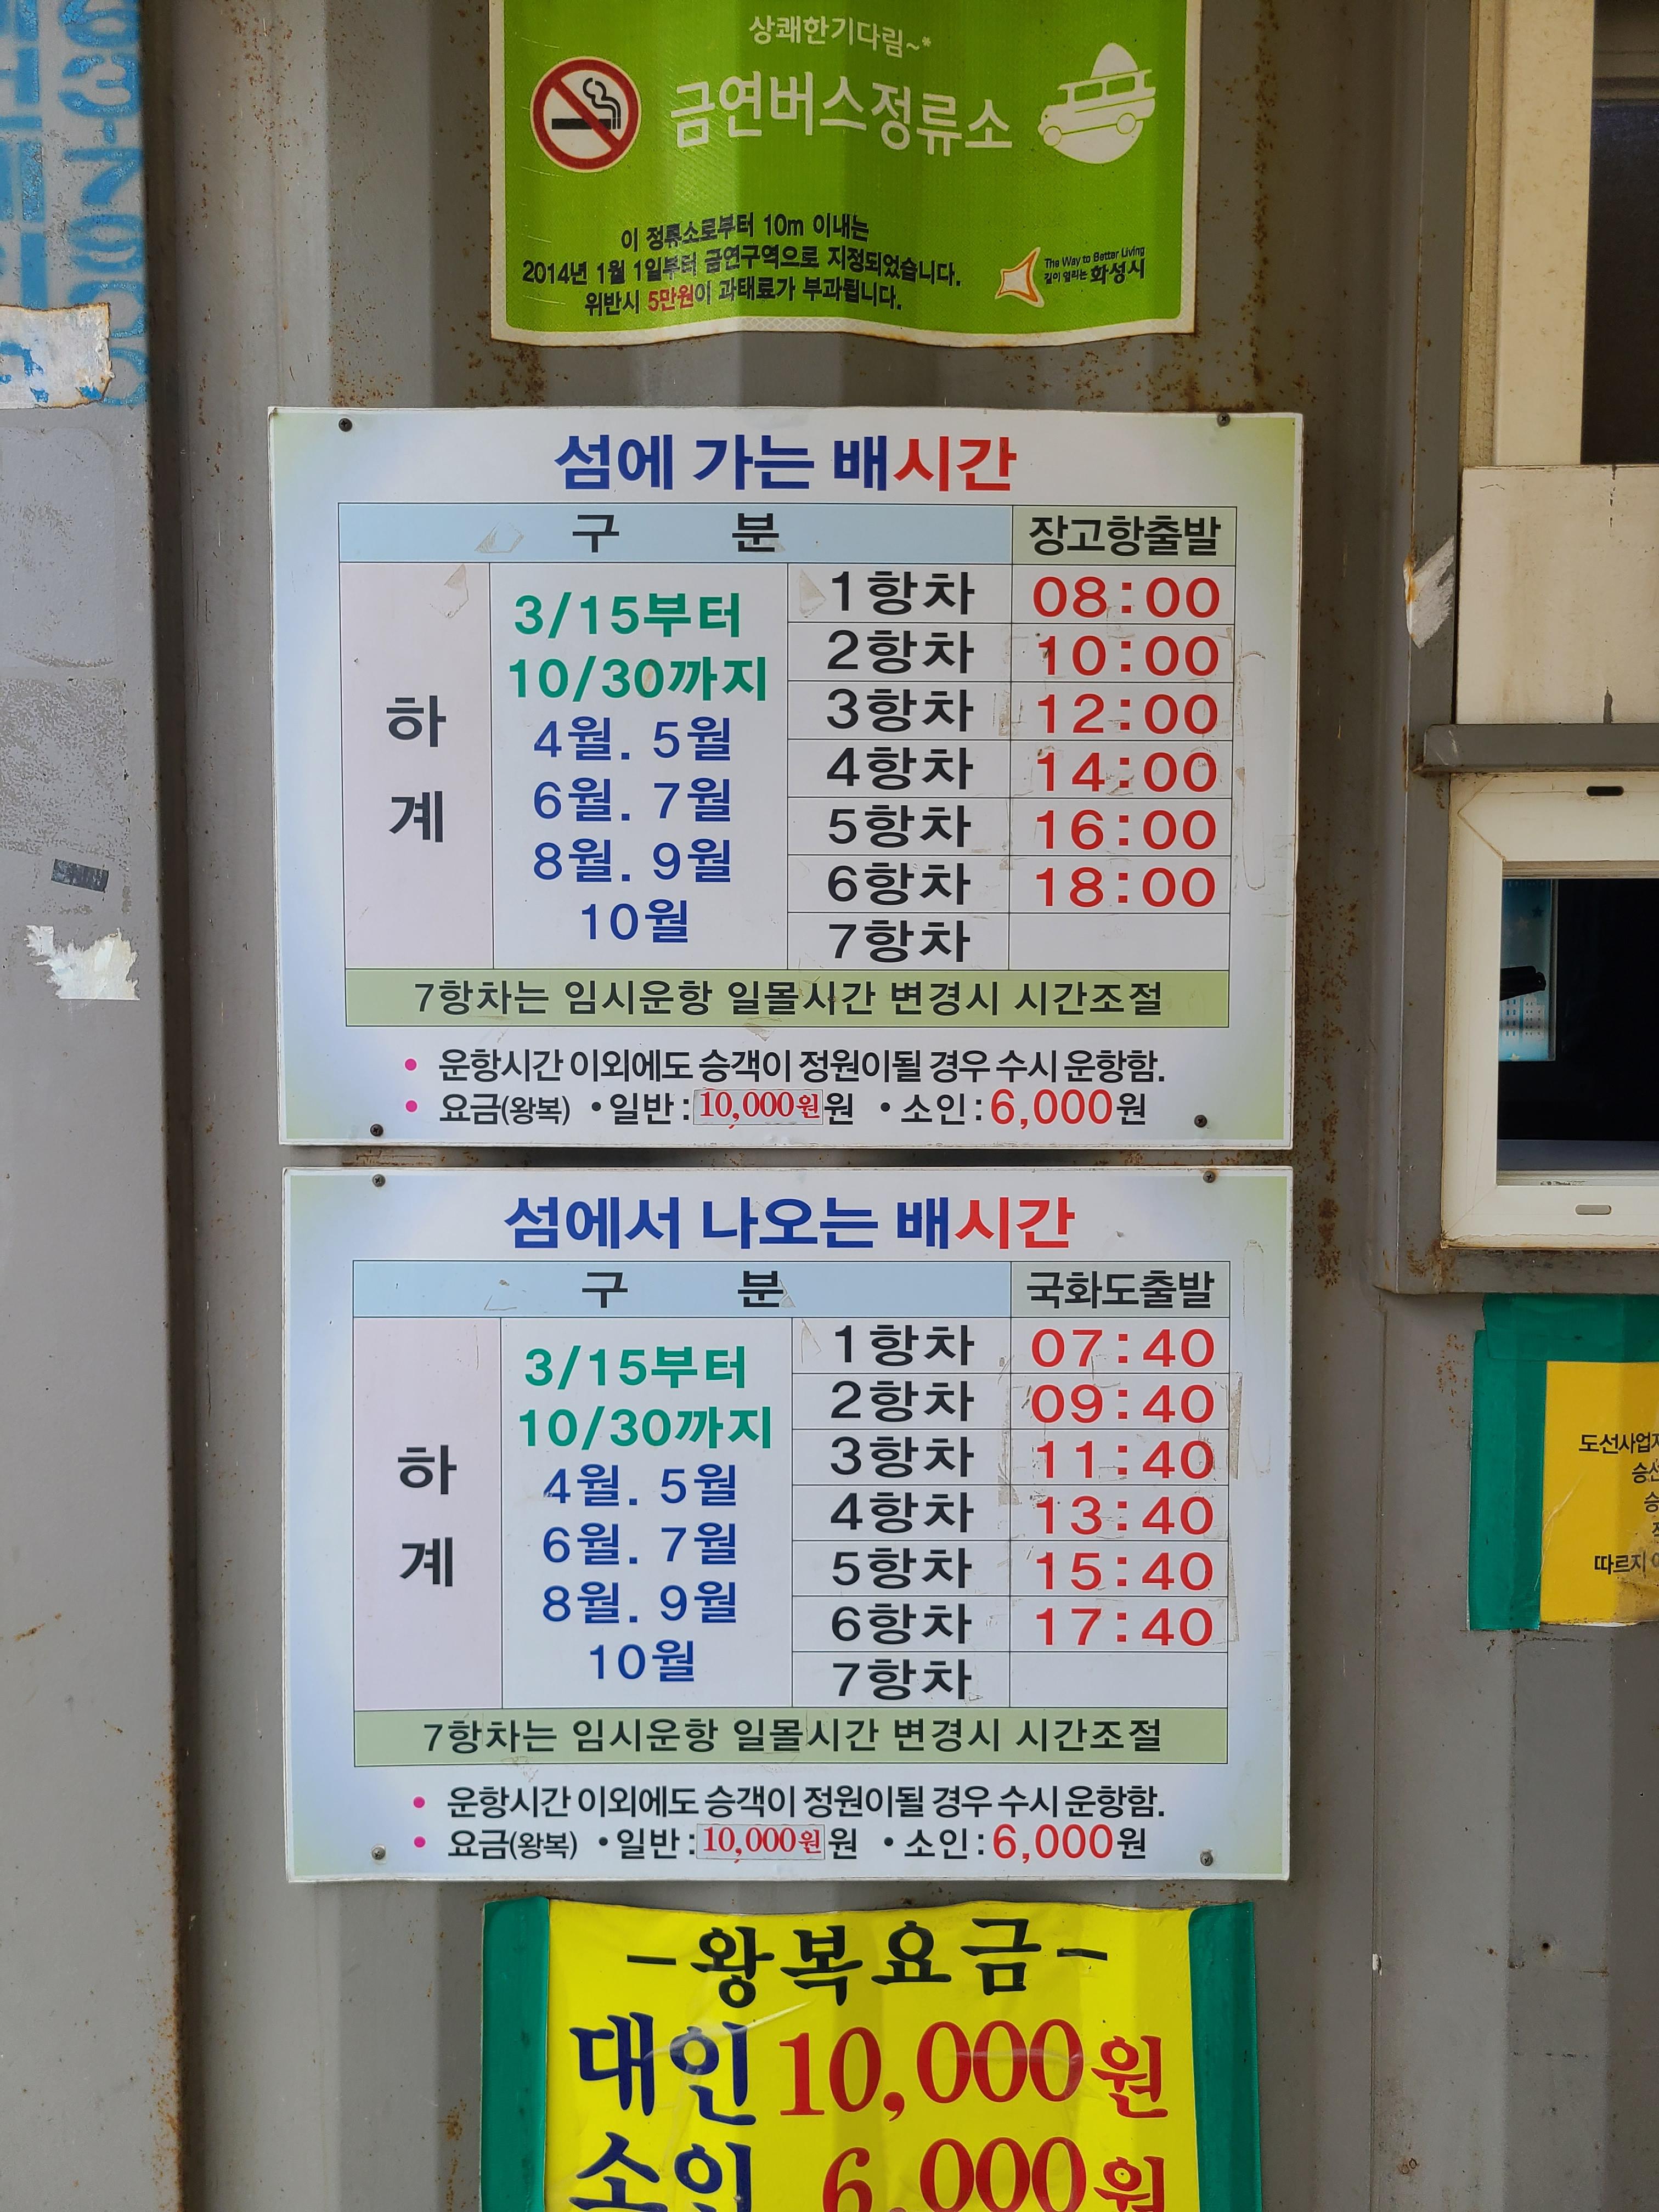 상쾌한기다림~*
금연버스정류소
이 정류소로부터 10m 이내는
2014년 1월 1일부터 금연구역으로 지정되었습니다.
위반시 5만원이 과태료가 부과됩니다.
The Way to Better Living
길이 열리는 화성시
섬에 가는 배시간
구 분 장고항출발
하계
3/15부터
10/30까지
4월. 5월
6월. 7월
8월. 9월
10월
1항차 08:00
2항차 10:00
3항차 12:00
4항차 14:00
5항차 16:00
6항차 18:00
7항차
7항차는 임시운항 일몰시간 변경시 시간조절
• 운항시간 이외에도 승객이 정원이될 경우 수시 운항함.
• 요금(왕복) •일반:10,000원원 •소인:6,000원
섬에서 나오는 배시간
구 분 국화도출발
하계
3/15부터
10/30까지
4월. 5월
6월. 7월
8월. 9월
10월
1항차 07:40
2항차 09:40
3항차 11:40
4항차 13:40
5항차 15:40
6항차 17:40
7항차
7항차는 임시운항 일몰시간 변경시 시간조절
• 운항시간 이외에도 승객이 정원이될 경우 수시 운항함.
• 요금(왕복) •일반:10,000원원 •소인:6,000원
-왕복요금-
대인 10,000원
소인 6,000원
도선사업자
승선
승
따르지